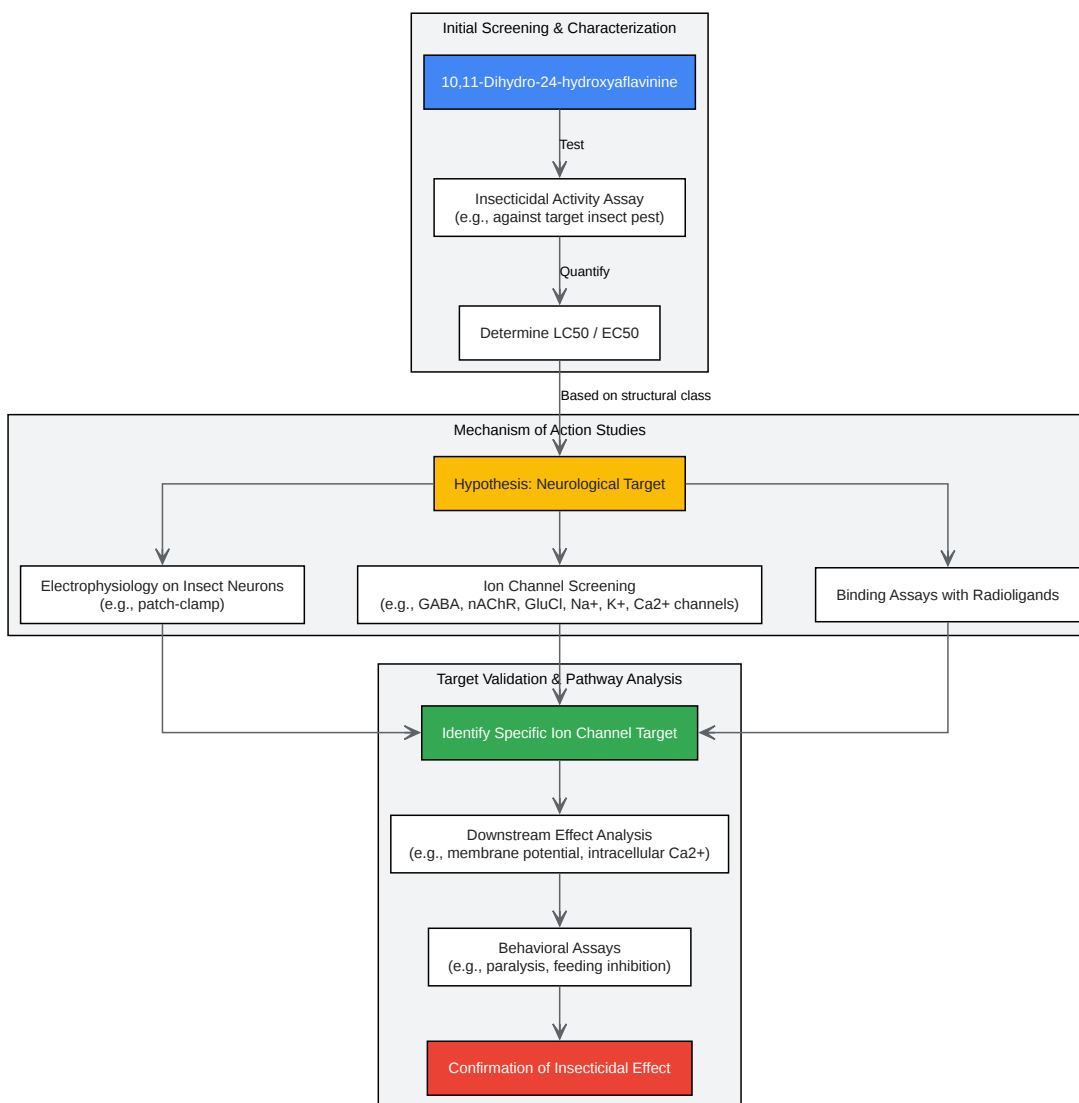 Initial Screening & Characterization
10,11-Dihydro-24-hydroxyaflavinine
Test
Insecticidal Activity Assay
(e.g., against target insect pest)
Quantify
Determine LC50 / EC50
Based on structural class
Mechanism of Action Studies
Hypothesis: Neurological Target
Electrophysiology on Insect Neurons
(e.g., patch-clamp)
Ion Channel Screening
(e.g., GABA, nAChR, GluCl, Na+, K+, Ca2+ channels)
Binding Assays with Radioligands
Target Validation & Pathway Analysis
Identify Specific Ion Channel Target
Downstream Effect Analysis
(e.g., membrane potential, intracellular Ca2+)
Behavioral Assays
(e.g., paralysis, feeding inhibition)
Confirmation of Insecticidal Effect